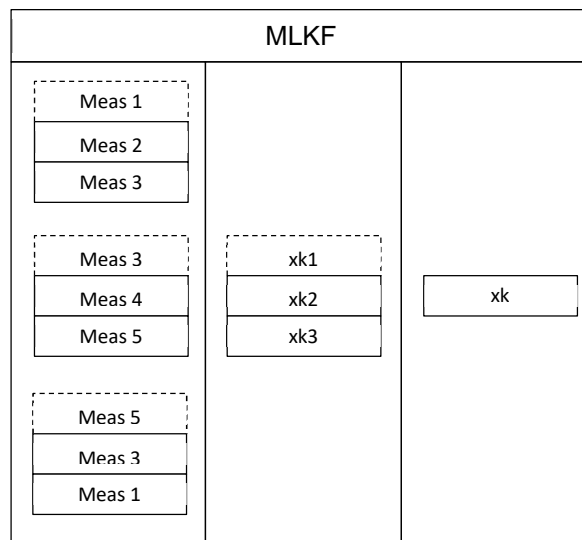 MLKF
Meas 1
Meas 2
Meas 3
Meas 3
Meas 4
Meas 5
Meas 5
Meas 3
Meas 1
xk1
xk2
xk3
xk